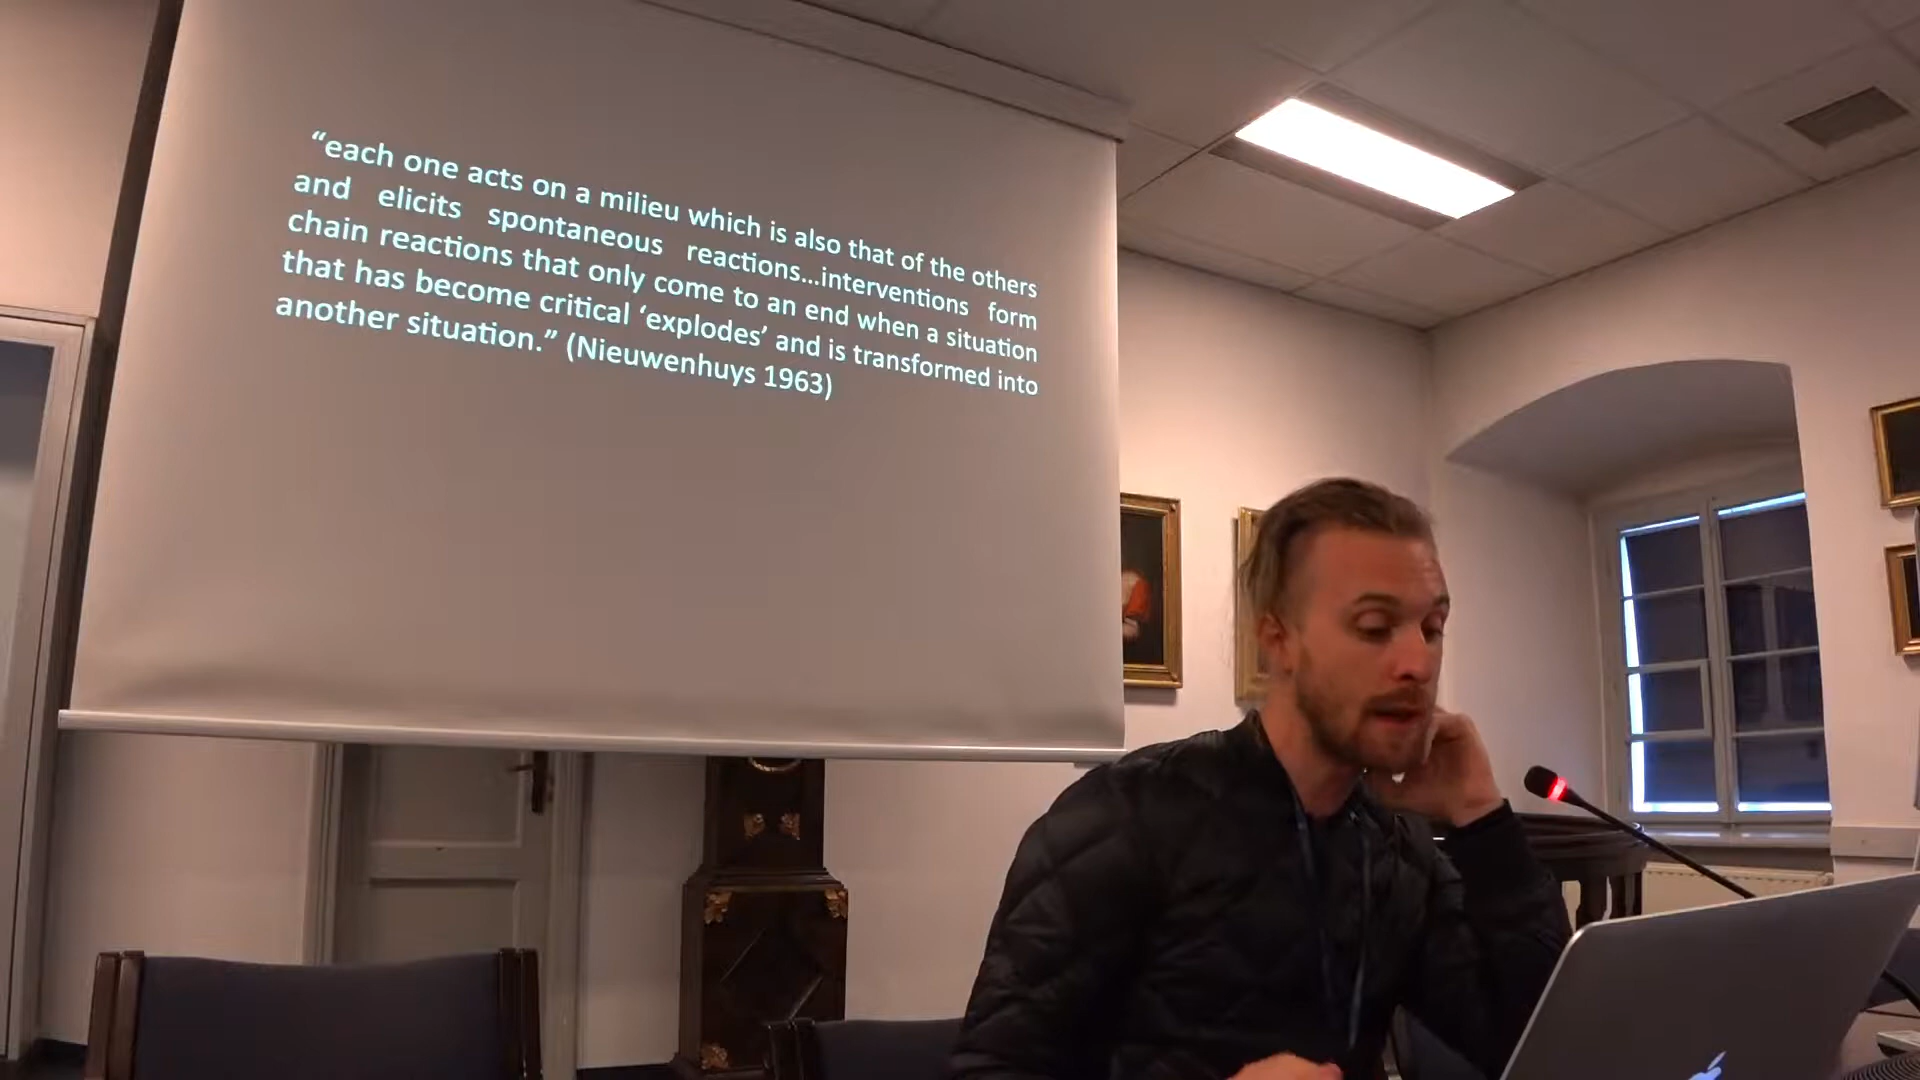 “each one acts on a milieu which is also that of the others
and elicits spontaneous reactions...interventions form
chain reactions that only come to an end when a situation
that has become critical ‘explodes’ and is transformed into
another situation.” (Nieuwenhuys 1963)